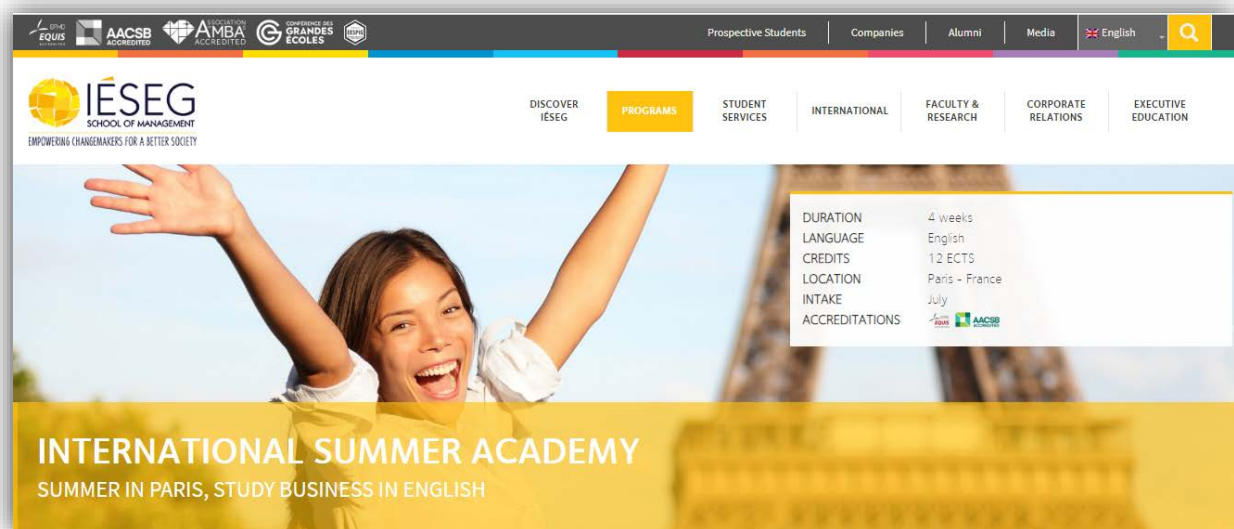 EFMD
EQUIS
ACCREDITED
AACSB
ACCREDITED
ASSOCIATION
AMBA
ACCREDITED
CONFÉRENCE DES
GRANDES
ÉCOLES
Prospective Students
Companies
Alumni
Media
English
IÉSEG
SCHOOL OF MANAGEMENT
EMPOWERING CHANGEMAKERS FOR A BETTER SOCIETY
DISCOVER
IÉSEG
PROGRAMS
STUDENT
SERVICES
INTERNATIONAL
FACULTY &
RESEARCH
CORPORATE
RELATIONS
EXECUTIVE
EDUCATION
DURATION 4 weeks
LANGUAGE English
CREDITS 12 ECTS
LOCATION Paris - France
INTAKE July
ACCREDITATIONS EQUIS AACSB ACCREDITED
INTERNATIONAL SUMMER ACADEMY
SUMMER IN PARIS, STUDY BUSINESS IN ENGLISH